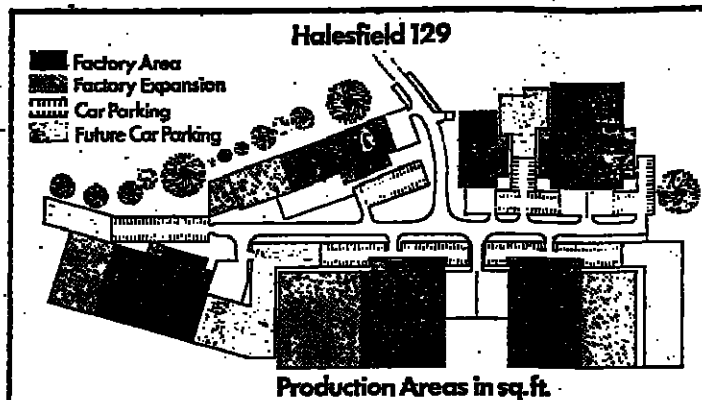 Halesfield 129
Factory Area
Factory Expansion
Car Parking
Future Car Parking
Production Areas in sq.ft.